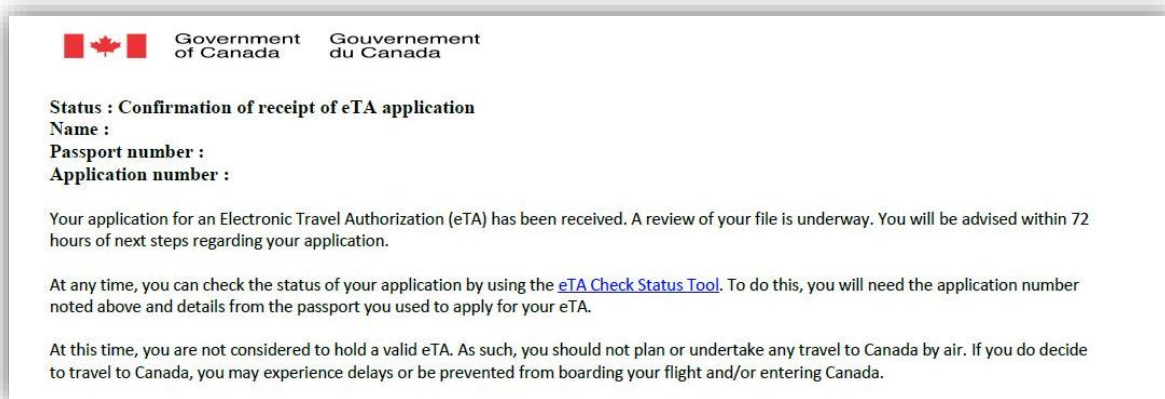 Government Gouvernement
of Canada du Canada
Status : Confirmation of receipt of eTA application
Name :
Passport number :
Application number :
Your application for an Electronic Travel Authorization (eTA) has been received. A review of your file is underway. You will be advised within 72
hours of next steps regarding your application.
At any time, you can check the status of your application by using the eTA Check Status Tool. To do this, you will need the application number
noted above and details from the passport you used to apply for your eTA.
At this time, you are not considered to hold a valid eTA. As such, you should not plan or undertake any travel to Canada by air. If you do decide
to travel to Canada, you may experience delays or be prevented from boarding your flight and/or entering Canada.